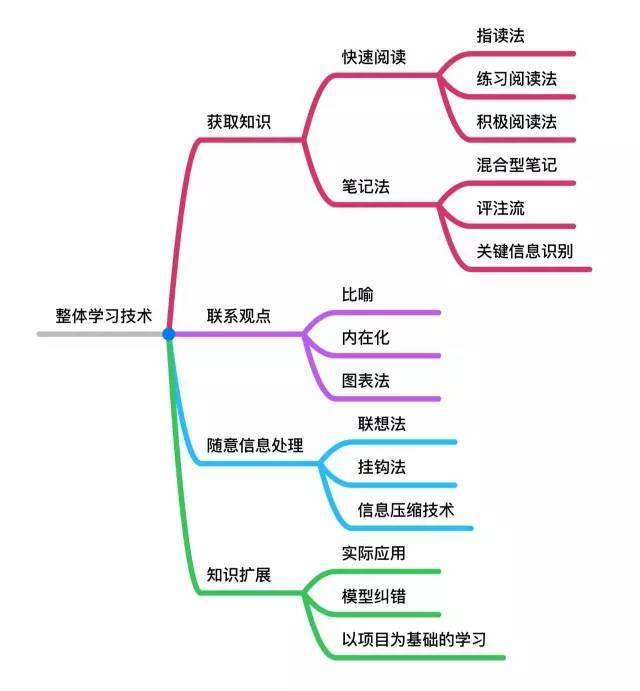 整体学习技术
获取知识
快速阅读
指读法
练习阅读法
积极阅读法
笔记法
混合型笔记
评注流
关键信息识别
联系观点
比喻
内在化
图表法
随意信息处理
联想法
挂钩法
信息压缩技术
知识扩展
实际应用
模型纠错
以项目为基础的学习